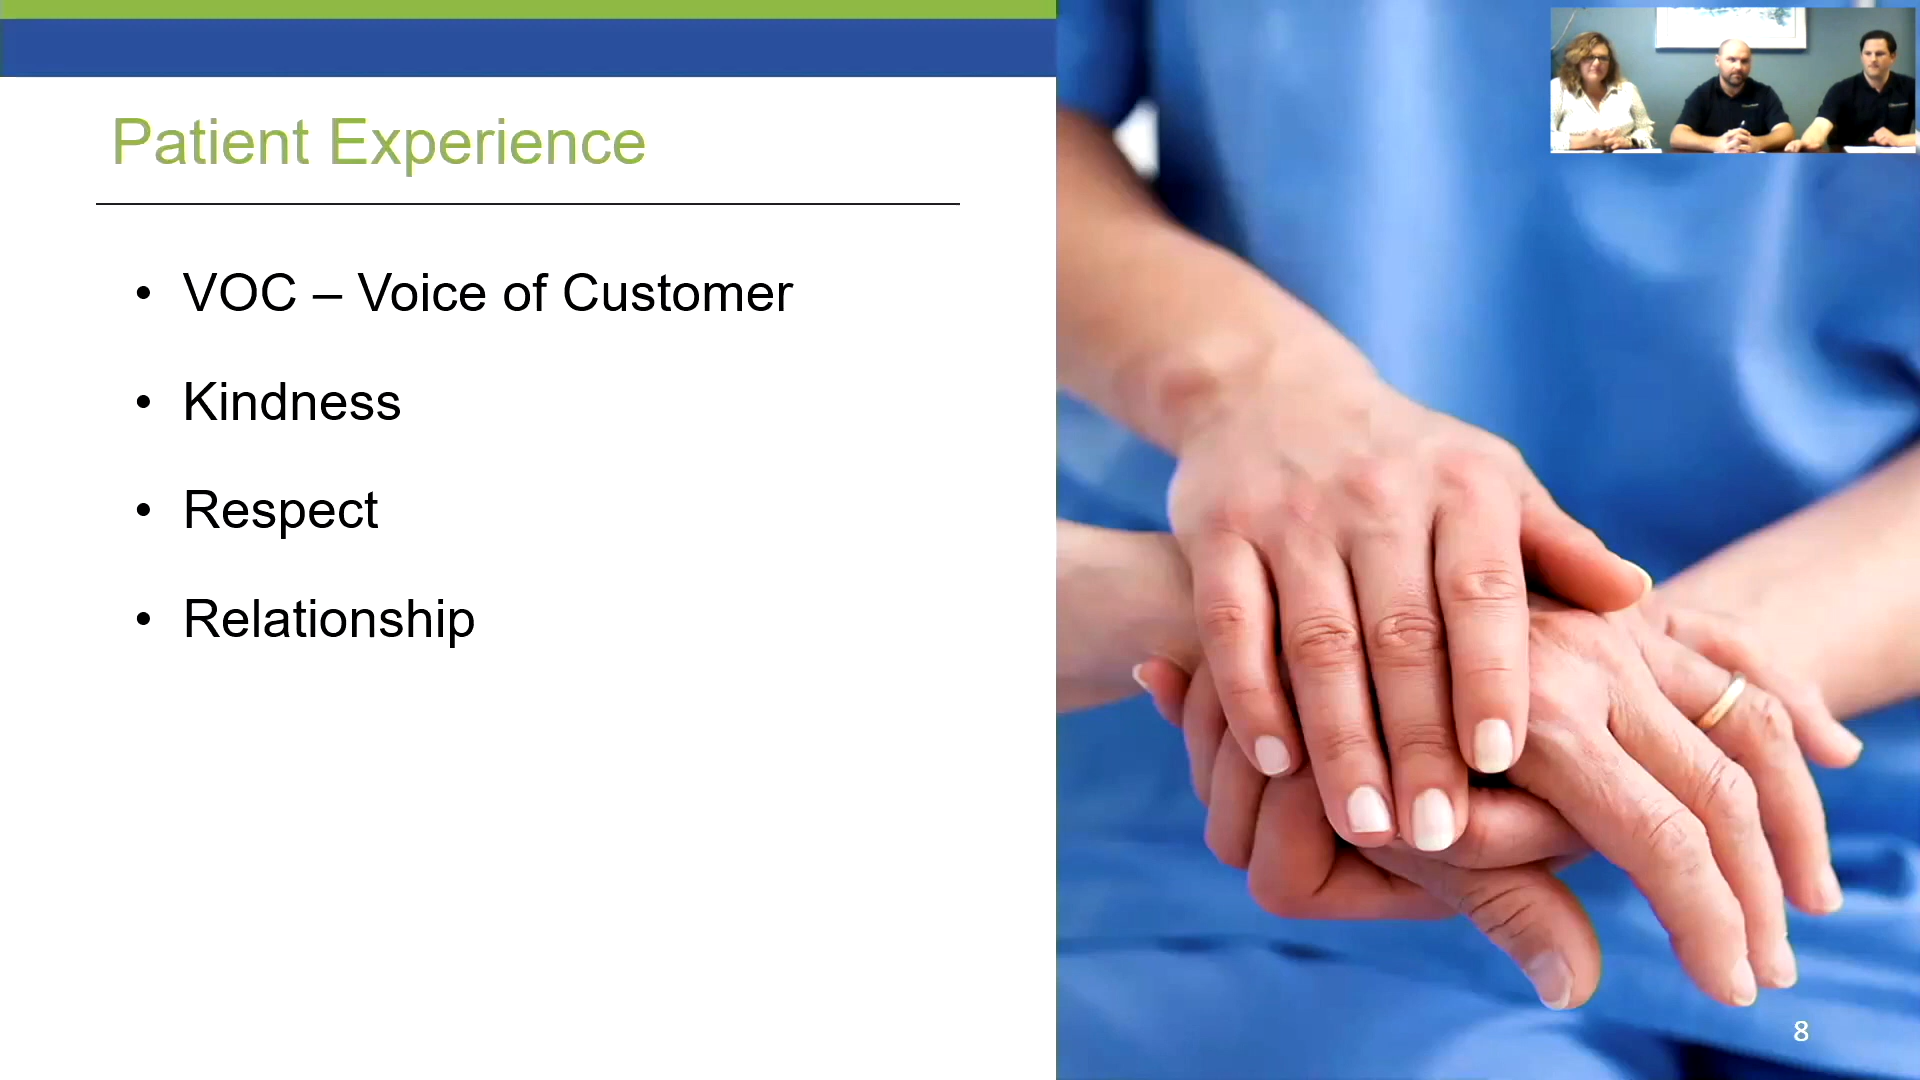 Patient Experience
• VOC – Voice of Customer
• Kindness
• Respect
• Relationship
8